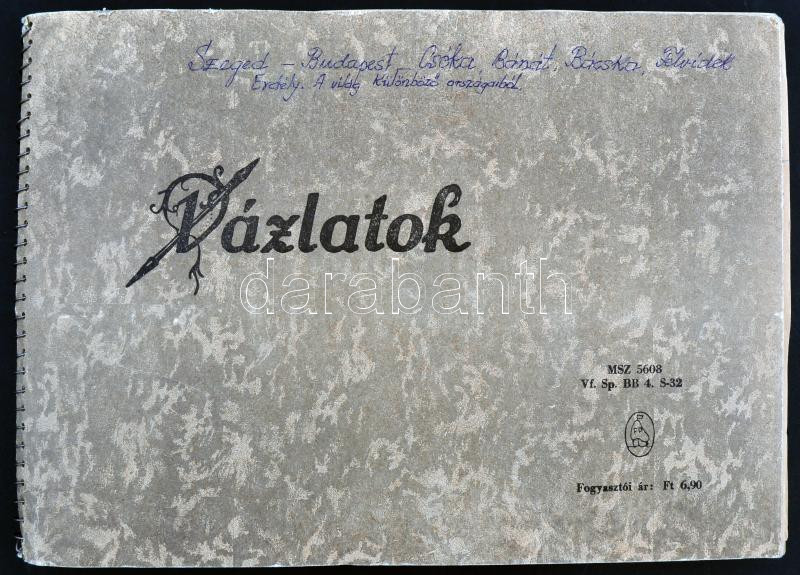 Szeged – Budapest Csóka, Bánát, Bácska, Felvidék
Erdély. A világ különböző országaiból.
Vázlatok
darabanth
MSZ 5608
Vf. Sp. BB 4. S-32
Fogyasztói ár: Ft 6,90